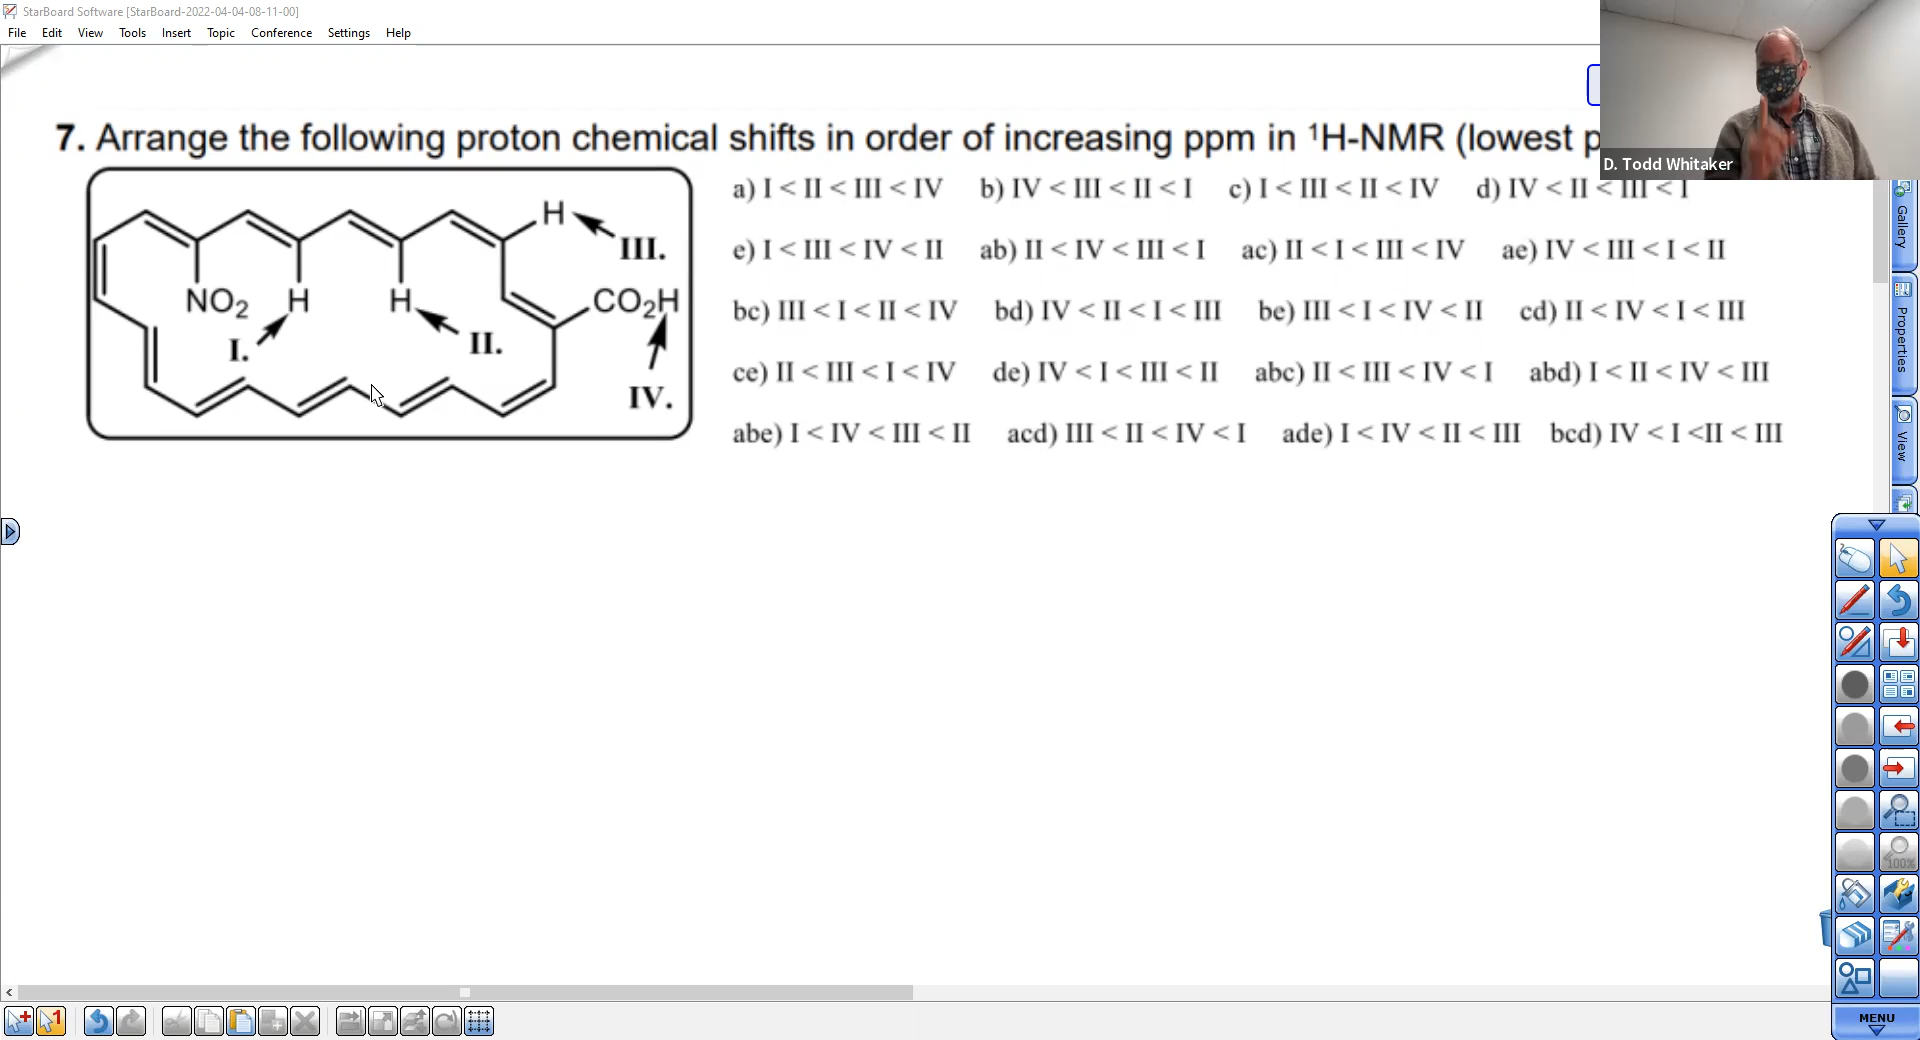 StarBoard Software [StarBoard-2022-04-04-08-11-00]
File Edit View Tools Insert Topic Conference Settings Help
7. Arrange the following proton chemical shifts in order of increasing ppm in ¹H-NMR (lowest
D. Todd Whitaker
a) I < II < III < IV b) IV < III < II < I c) I < III < II < IV d) IV < II < III < I
e) I < III < IV < II ab) II < IV < III < I ac) II < I < III < IV ae) IV < III < I < II
bc) III < I < II < IV bd) IV < II < I < III be) III < I < IV < II cd) II < IV < I < III
ce) II < III < I < IV de) IV < I < III < II abc) II < III < IV < I abd) I < II < IV < III
abe) I < IV < III < II acd) III < II < IV < I ade) I < IV < II < III bcd) IV < I <II < III
H
III.
NO₂ H H CO₂H
I. II.
IV.
Gallery
Properties
View
100%
MENU